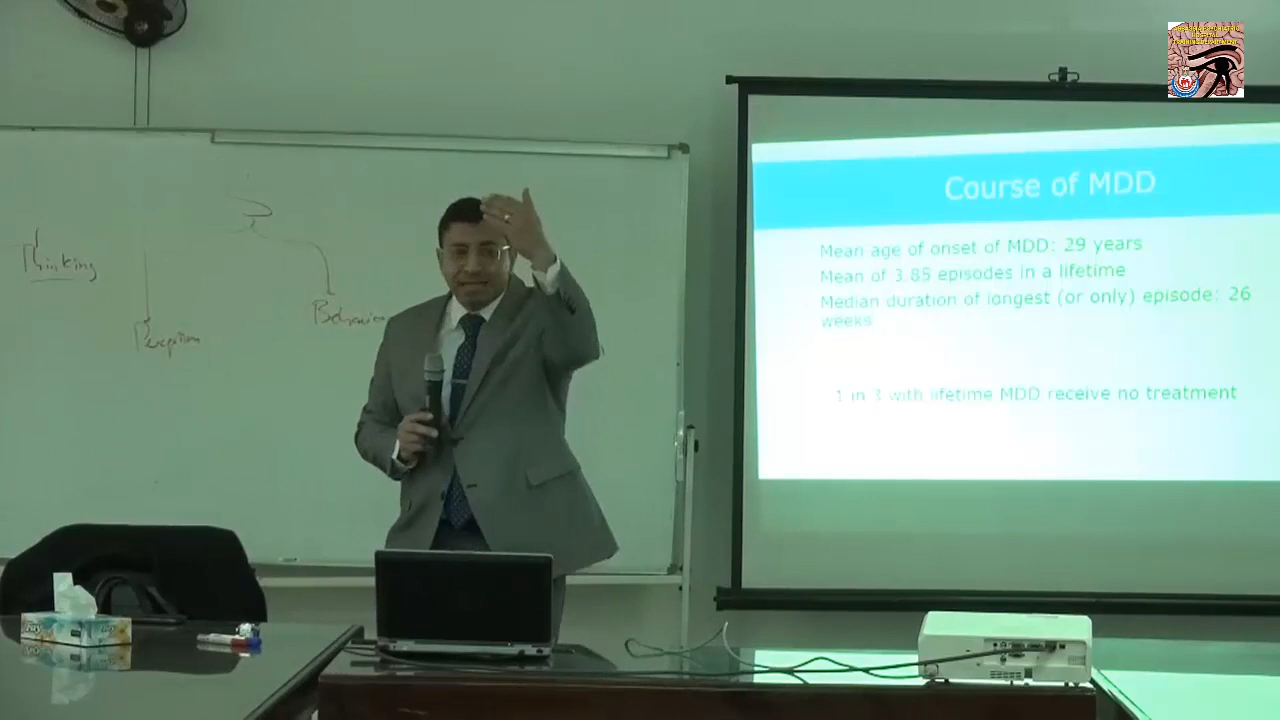 Thinking
Perception
Behavior
Course of MDD
Mean age of onset of MDD: 29 years
Mean of 3.85 episodes in a lifetime
Median duration of longest (or only) episode: 26
weeks
1 in 3 with lifetime MDD receive no treatment
HOSPITAL